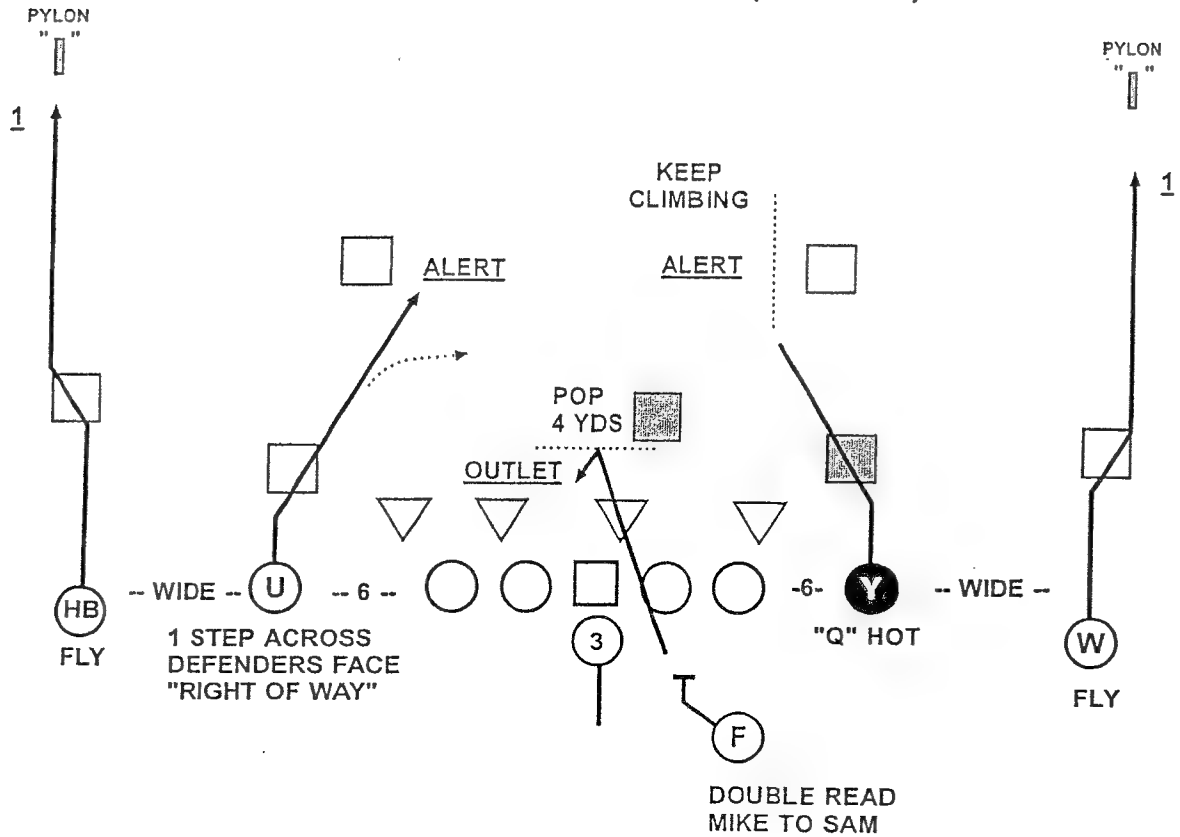 PYLON
" "
PYLON
" "
1
1
KEEP
CLIMBING
ALERT
ALERT
POP
4 YDS
OUTLET
HB
-- WIDE --
U
-- 6 --
-6-
Y
-- WIDE --
FLY
1 STEP ACROSS
DEFENDERS FACE
"RIGHT OF WAY"
3
"Q" HOT
W
FLY
F
DOUBLE READ
MIKE TO SAM